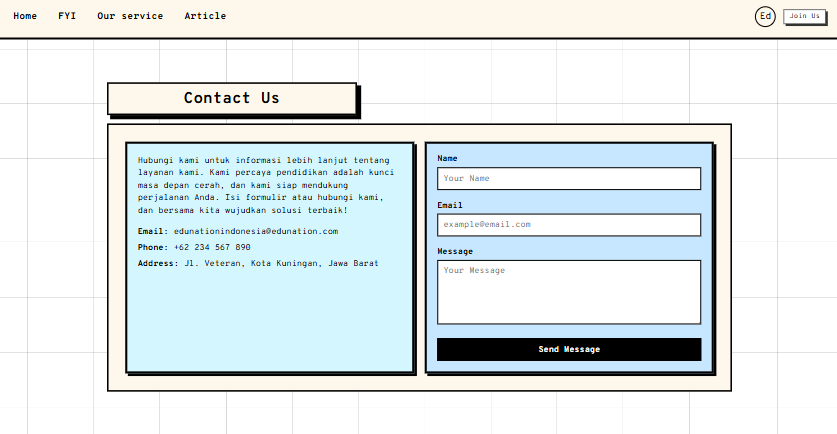 Home FYI Our service Article Ed Join Us
Contact Us
Hubungi kami untuk informasi lebih lanjut tentang
layanan kami. Kami percaya pendidikan adalah kunci
masa depan cerah, dan kami siap mendukung
perjalanan Anda. Isi formulir atau hubungi kami,
dan bersama kita wujudkan solusi terbaik!
Email: edunationindonesia@edunation.com
Phone: +62 234 567 890
Address: Jl. Veteran, Kota Kuningan, Jawa Barat
Name
Your Name
Email
example@email.com
Message
Your Message
Send Message